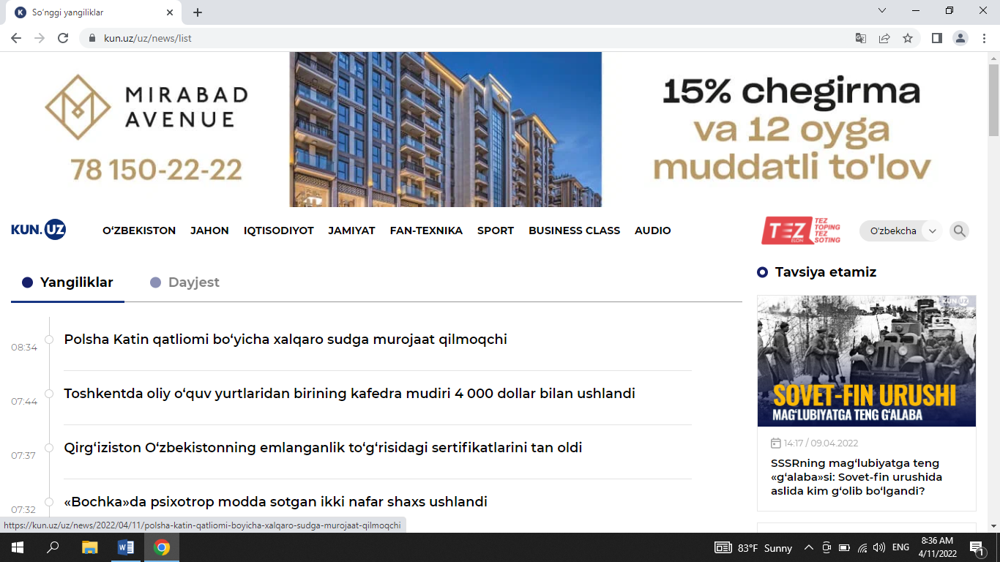 So‘nggi yangiliklar
kun.uz/uz/news/list
MIRABAD
AVENUE
78 150-22-22
15% chegirma
va 12 oyga
muddatli to'lov
KUN.UZ
O‘ZBEKISTON JAHON IQTISODIYOT JAMIYAT FAN-TEXNIKA SPORT BUSINESS CLASS AUDIO
TEZ
ELON
TEZ
TOPING
TEZ
SOTING
O‘zbekcha
Yangiliklar Dayjest
08:34 Polsha Katin qatliomi bo‘yicha xalqaro sudga murojaat qilmoqchi
07:44 Toshkentda oliy o‘quv yurtlaridan birining kafedra mudiri 4 000 dollar bilan ushlandi
07:37 Qirg‘iziston O‘zbekistonning emlanganlik to‘g‘risidagi sertifikatlarini tan oldi
07:32 «Bochka»da psixotrop modda sotgan ikki nafar shaxs ushlandi
Tavsiya etamiz
KUN.UZ
SOVET-FIN URUSHI
MAG‘LUBIYATGA TENG G‘ALABA
14:17 / 09.04.2022
SSSRning mag‘lubiyatga teng
«g‘alaba»si: Sovet-fin urushida
aslida kim g‘olib bo‘lgandi?
https://kun.uz/uz/news/2022/04/11/polsha-katin-qatliomi-boyicha-xalqaro-sudga-murojaat-qilmoqchi
83°F Sunny
ENG
8:36 AM
4/11/2022
1